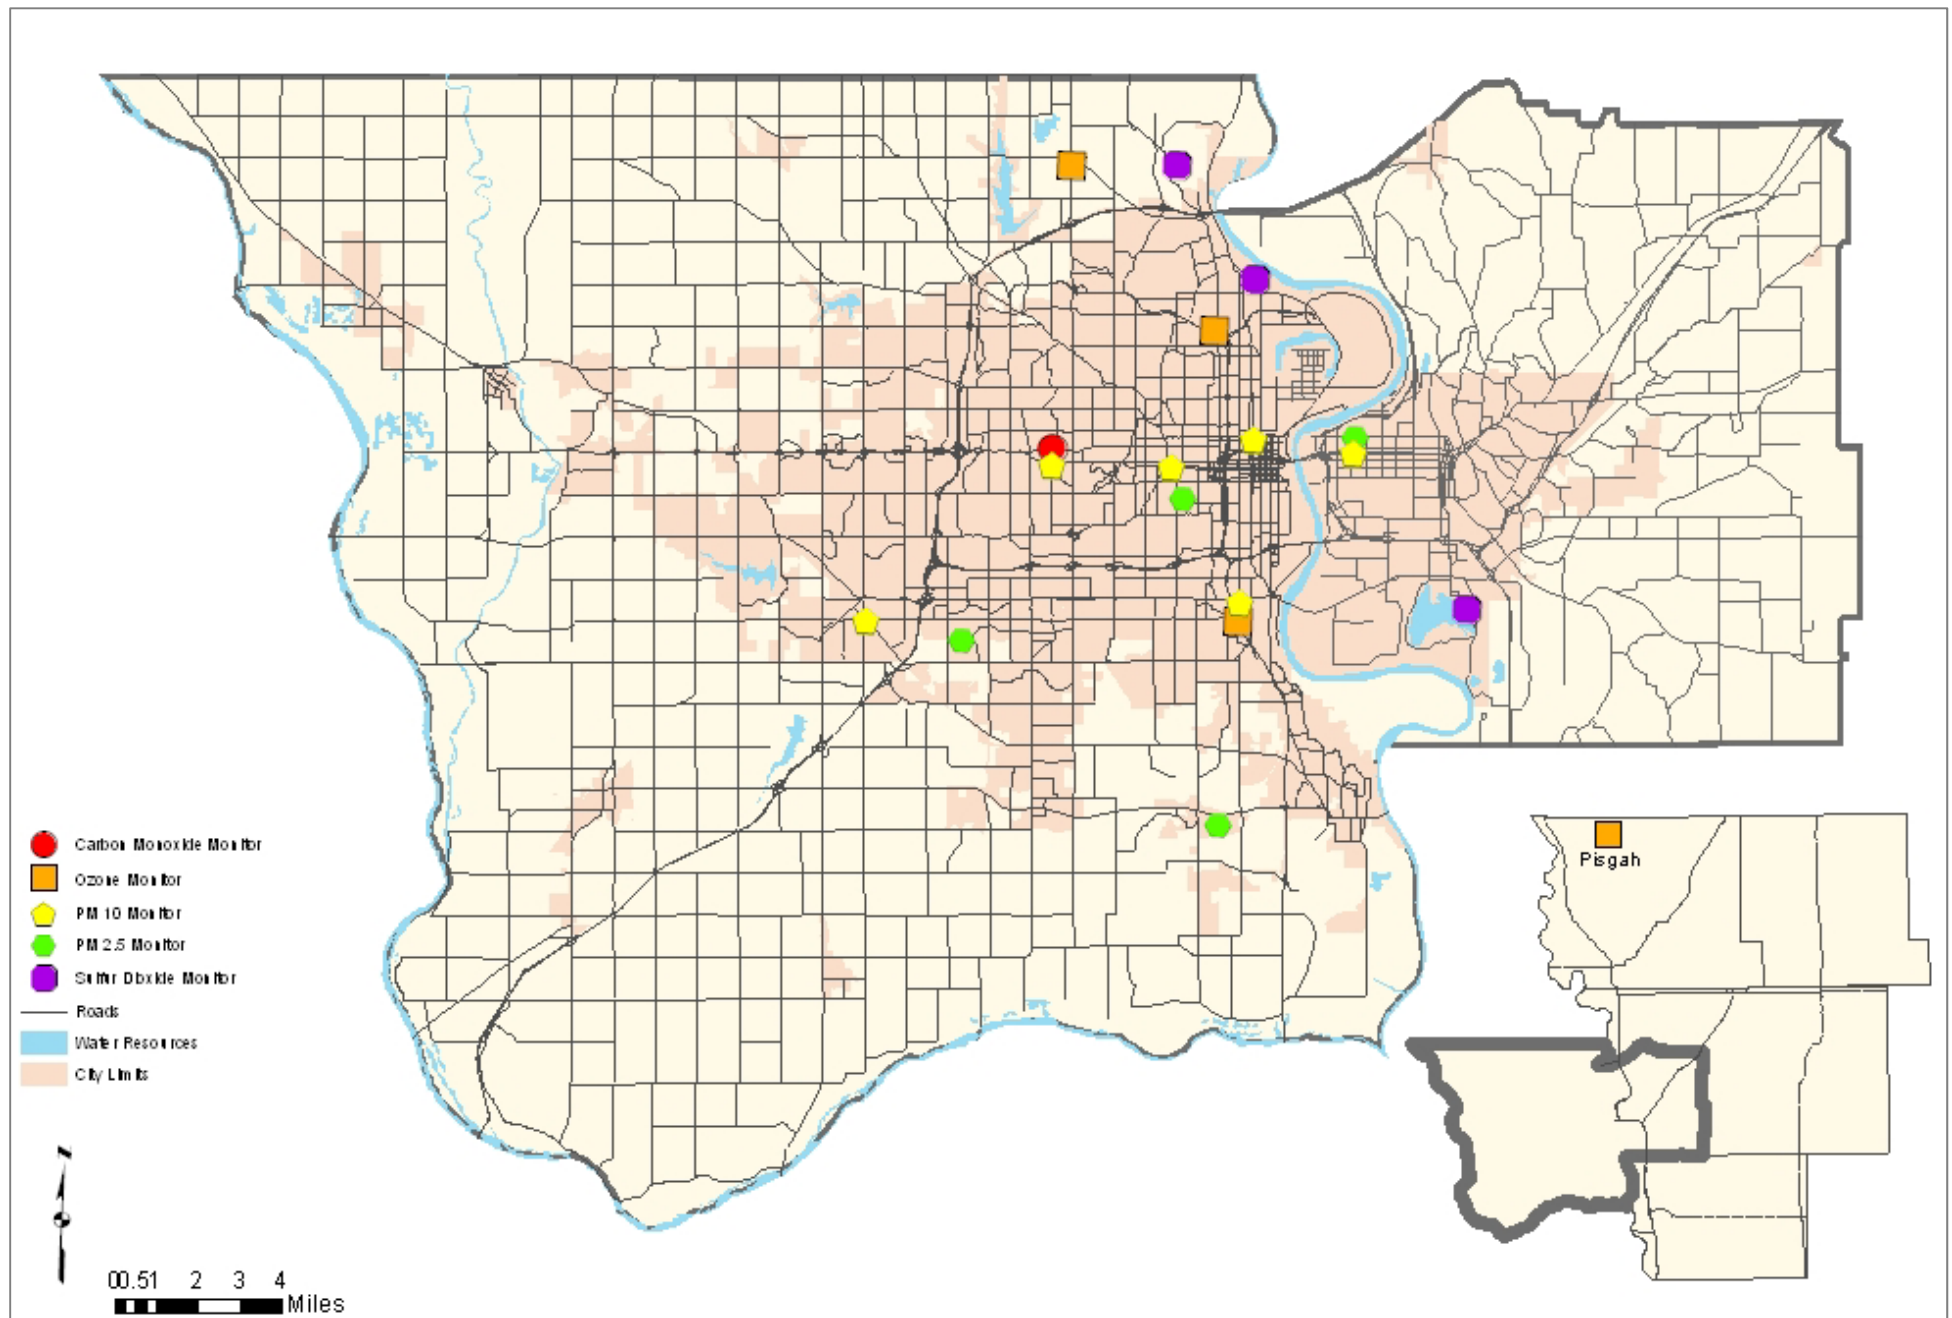 Carbon Monoxide Monitor
Ozone Monitor
PM 10 Monitor
PM 2.5 Monitor
Sulfur Dioxide Monitor
Roads
Water Resources
City Limits
Pisgah
N
00.51 2 3 4
Miles